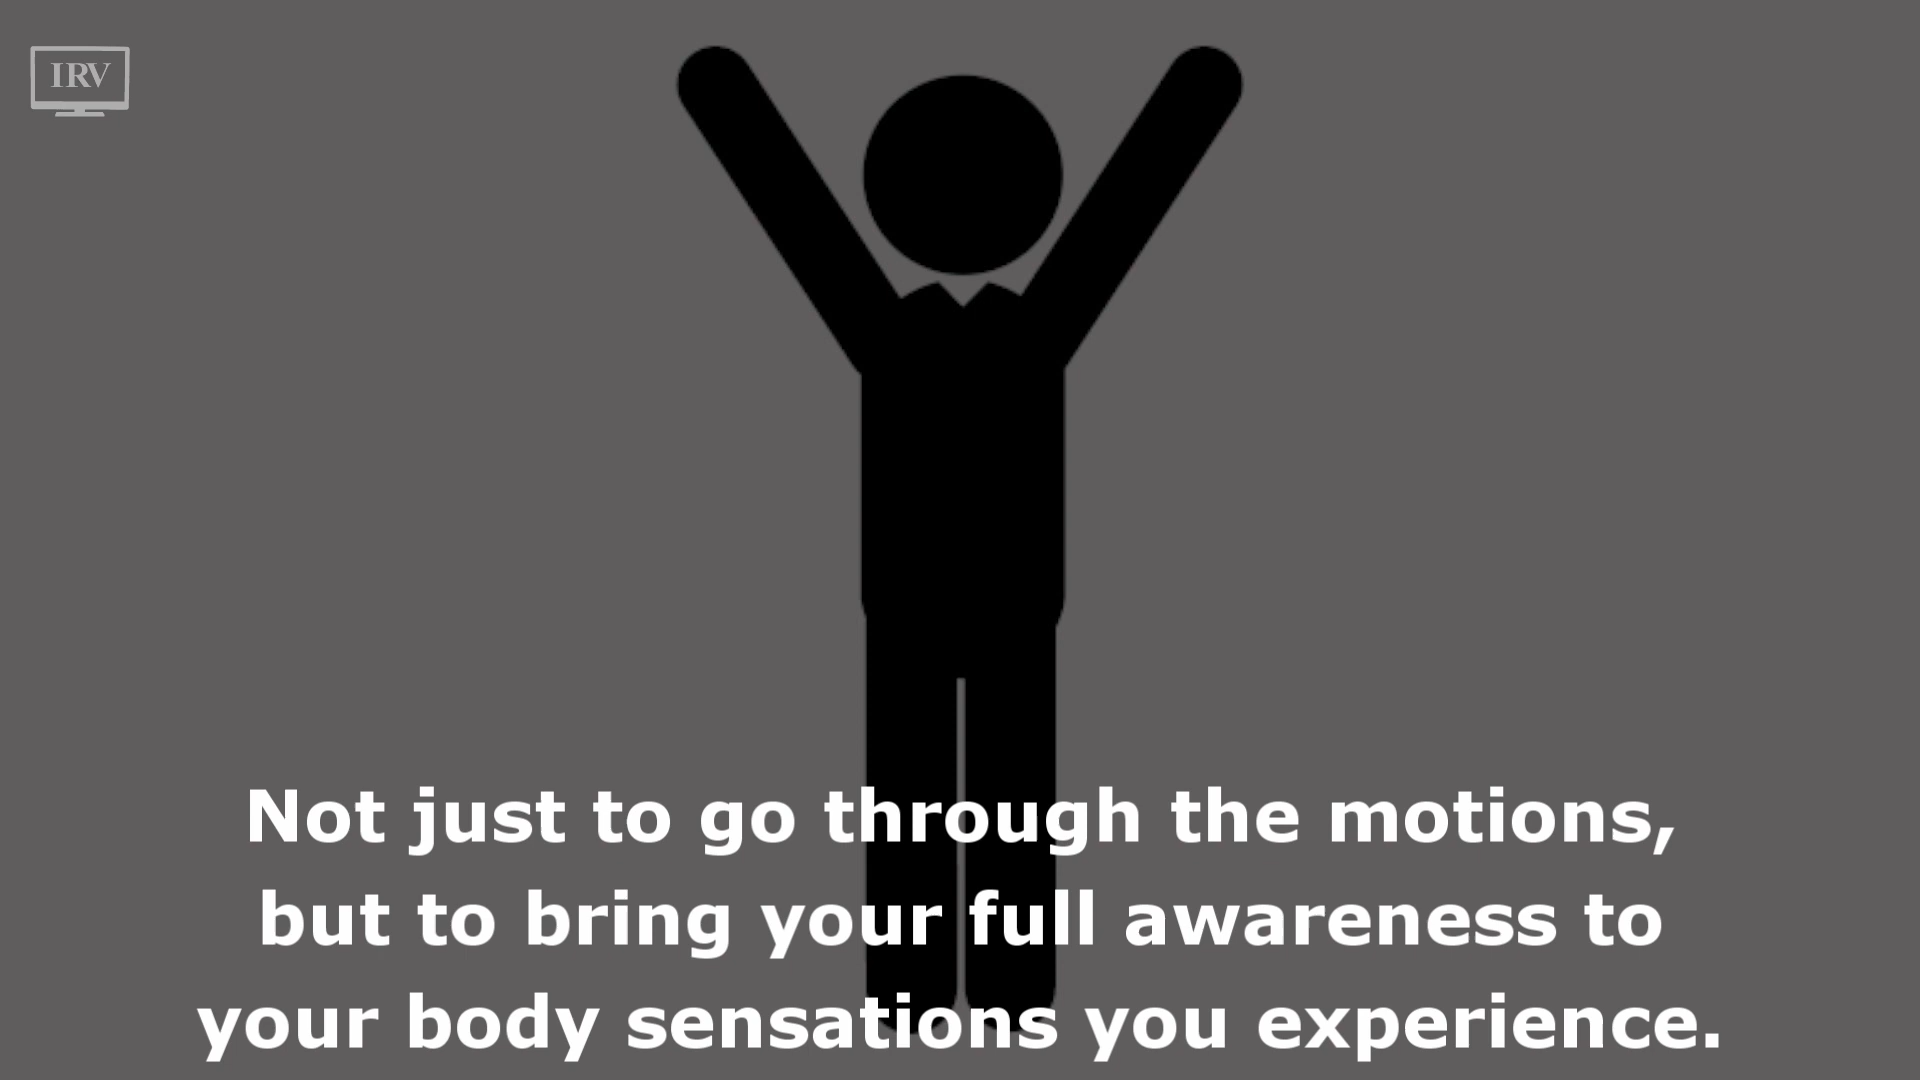 IRV
Not just to go through the motions,
but to bring your full awareness to
your body sensations you experience.